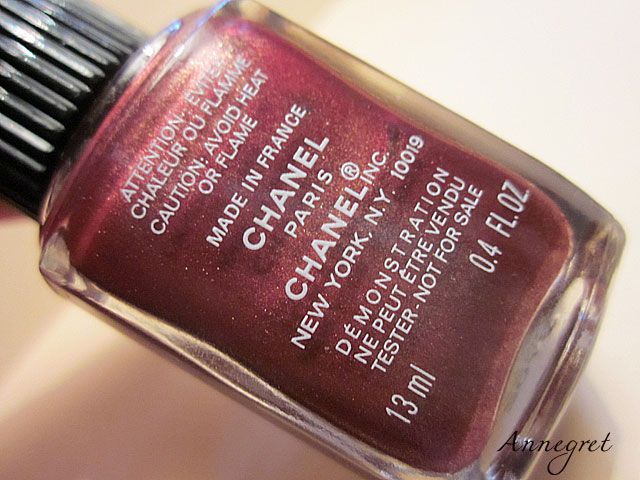 ATTENTION: ÉVITER
CHALEUR OU FLAMME
CAUTION: AVOID HEAT
OR FLAME
MADE IN FRANCE
CHANEL
PARIS
CHANEL® INC.
NEW YORK, N.Y. 10019
DÉMONSTRATION
NE PEUT ÊTRE VENDU
TESTER - NOT FOR SALE
13 ml 0.4 FL.OZ.
Annegret